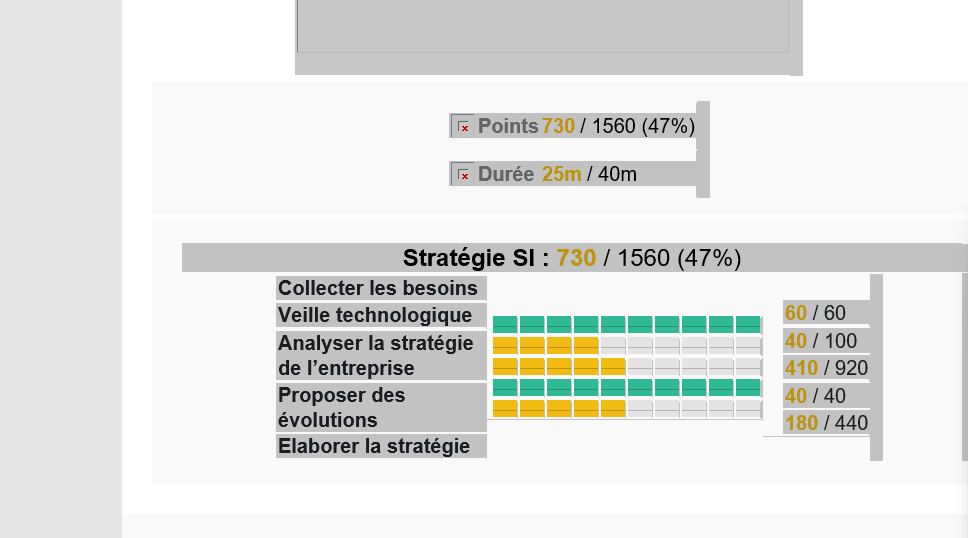 Points 730 / 1560 (47%)
Durée 25m / 40m
Stratégie SI : 730 / 1560 (47%)
Collecter les besoins
Veille technologique
Analyser la stratégie
de l’entreprise
Proposer des
évolutions
Elaborer la stratégie
60 / 60
40 / 100
410 / 920
40 / 40
180 / 440